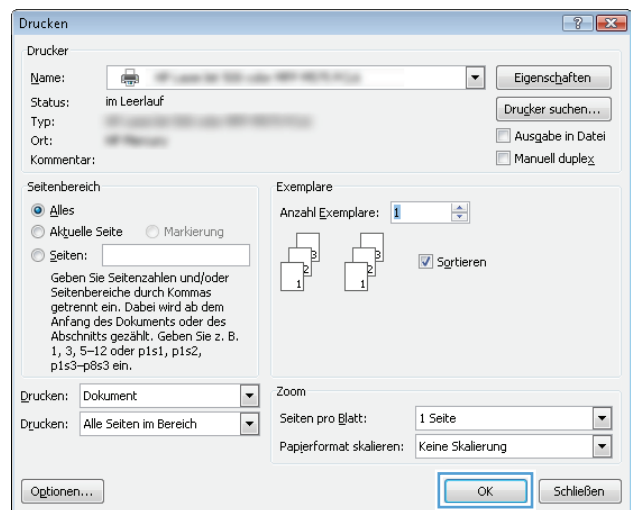 Drucken
Drucker
Name:
Eigenschaften
Status: im Leerlauf
Drucker suchen...
Typ:
Ort:
Ausgabe in Datei
Kommentar:
Manuell duplex
Seitenbereich
Alles
Aktuelle Seite Markierung
Seiten:
Geben Sie Seitenzahlen und/oder
Seitenbereiche durch Kommas
getrennt ein. Dabei wird ab dem
Anfang des Dokuments oder des
Abschnitts gezählt. Geben Sie z. B.
1, 3, 5–12 oder p1s1, p1s2,
p1s3–p8s3 ein.
Exemplare
Anzahl Exemplare: 1
3 3
2 2
1 1
Sortieren
Drucken: Dokument
Drucken: Alle Seiten im Bereich
Zoom
Seiten pro Blatt: 1 Seite
Papierformat skalieren: Keine Skalierung
Optionen...
OK Schließen